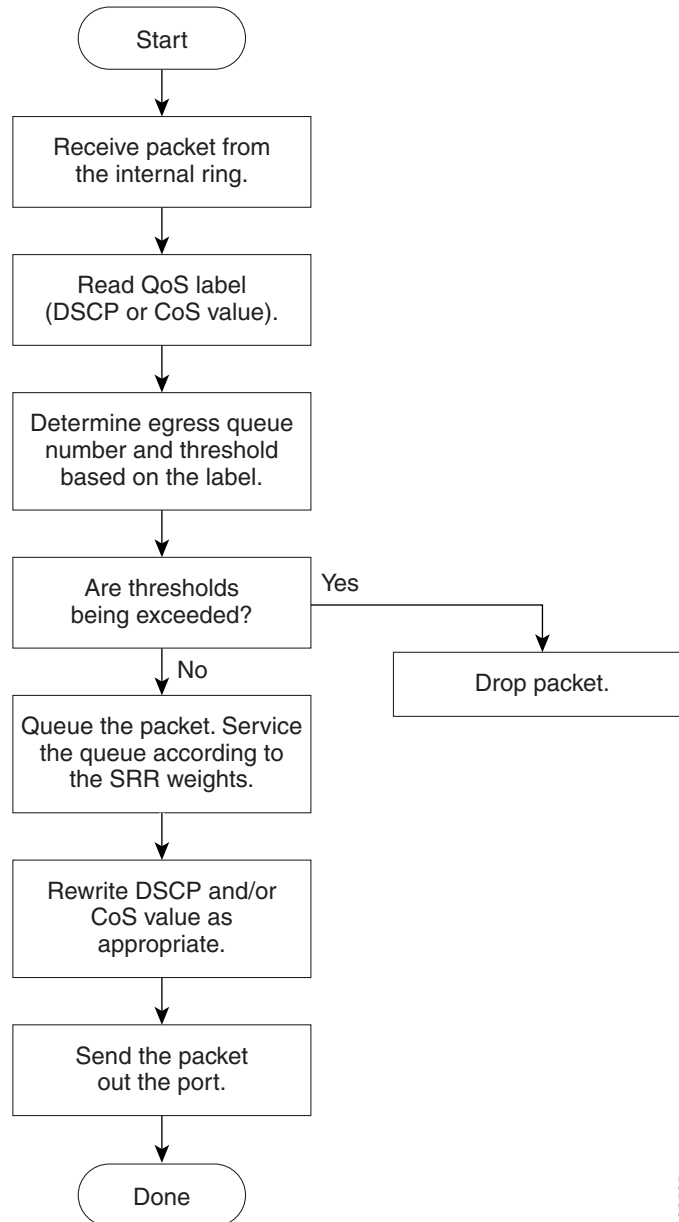 Start
Receive packet from
the internal ring.
Read QoS label
(DSCP or CoS value).
Determine egress queue
number and threshold
based on the label.
Are thresholds
being exceeded?
Yes
No
Drop packet.
Queue the packet. Service
the queue according to
the SRR weights.
Rewrite DSCP and/or
CoS value as
appropriate.
Send the packet
out the port.
Done